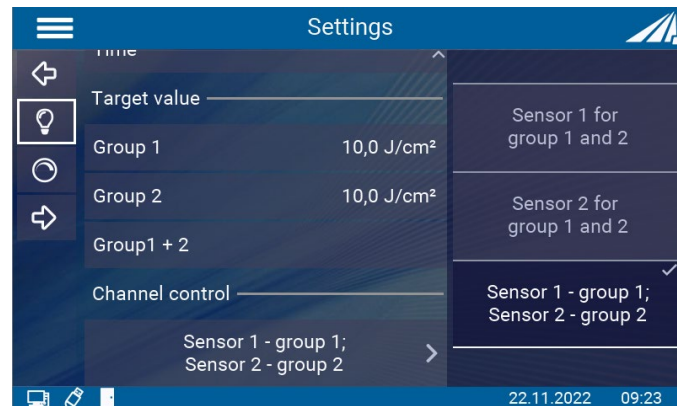 Settings
Time
Target value
Group 1 10,0 J/cm²
Group 2 10,0 J/cm²
Group1 + 2
Channel control
Sensor 1 - group 1;
Sensor 2 - group 2
Sensor 1 for
group 1 and 2
Sensor 2 for
group 1 and 2
Sensor 1 - group 1;
Sensor 2 - group 2
22.11.2022 09:23